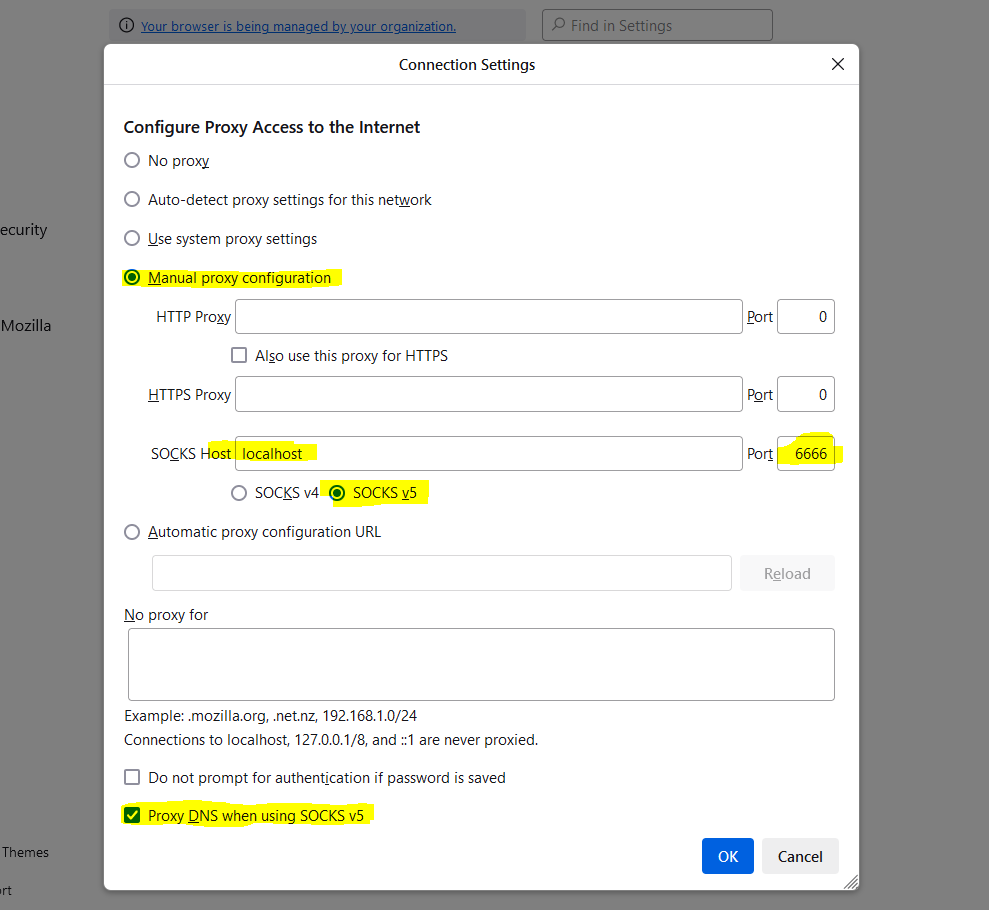 Your browser is being managed by your organization.
Find in Settings
Connection Settings
Configure Proxy Access to the Internet
No proxy
Auto-detect proxy settings for this network
ecurity
Use system proxy settings
Manual proxy configuration
HTTP Proxy Port 0
Mozilla
Also use this proxy for HTTPS
HTTPS Proxy Port 0
SOCKS Host localhost Port 6666
SOCKS v4 SOCKS v5
Automatic proxy configuration URL
Reload
No proxy for
Example: .mozilla.org, .net.nz, 192.168.1.0/24
Connections to localhost, 127.0.0.1/8, and ::1 are never proxied.
Do not prompt for authentication if password is saved
Proxy DNS when using SOCKS v5
Themes
OK Cancel
rt